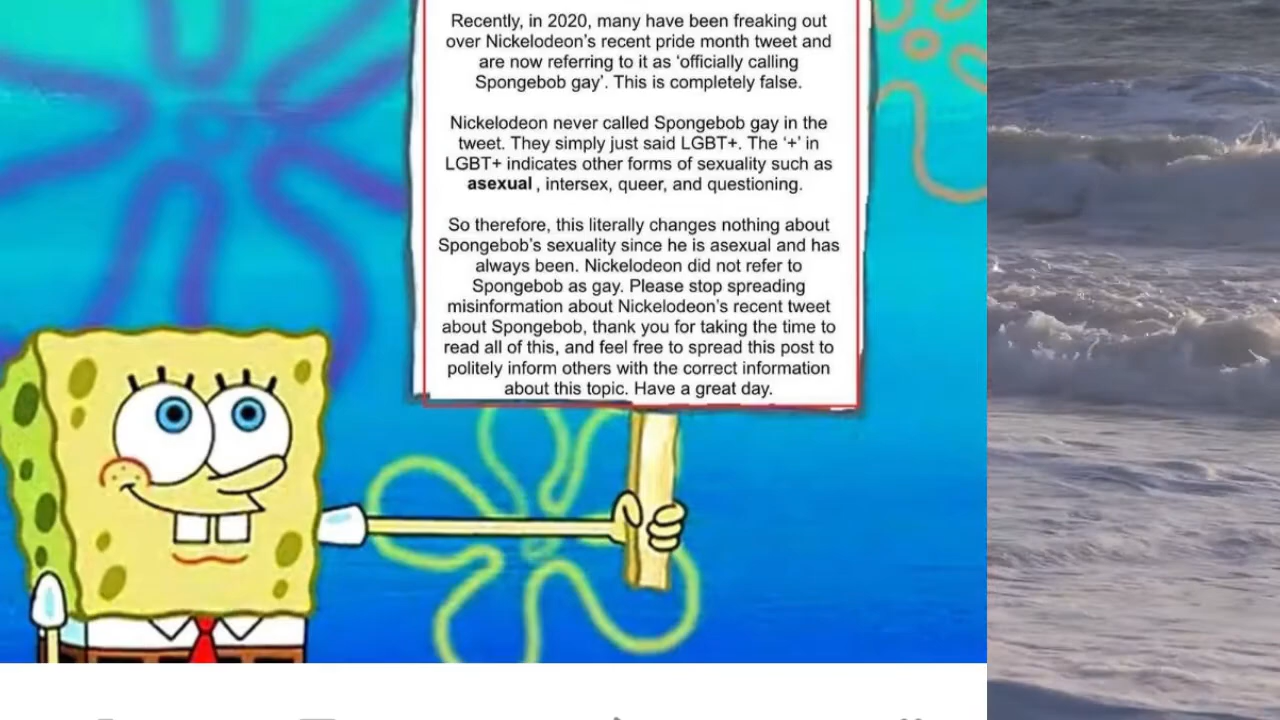 Recently, in 2020, many have been freaking out
over Nickelodeon's recent pride month tweet and
are now referring to it as 'officially calling
Spongebob gay'. This is completely false.
Nickelodeon never called Spongebob gay in the
tweet. They simply just said LGBT+. The '+' in
LGBT+ indicates other forms of sexuality such as
asexual , intersex, queer, and questioning.
So therefore, this literally changes nothing about
Spongebob's sexuality since he is asexual and has
always been. Nickelodeon did not refer to
Spongebob as gay. Please stop spreading
misinformation about Nickelodeon's recent tweet
about Spongebob, thank you for taking the time to
read all of this, and feel free to spread this post to
politely inform others with the correct information
about this topic. Have a great day.